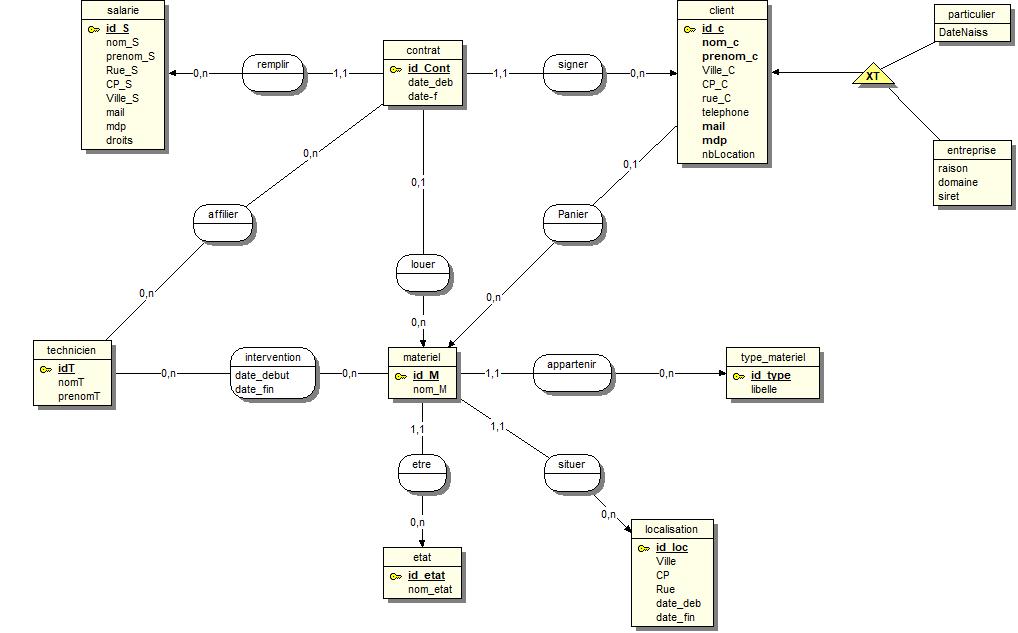 salarie
id_S
nom_S
prenom_S
Rue_S
CP_S
Ville_S
mail
mdp
droits
0,n
remplir
1,1
contrat
id_Cont
date_deb
date-f
1,1
signer
0,n
client
id_c
nom_c
prenom_c
Ville_C
CP_C
rue_C
telephone
mail
mdp
nbLocation
XT
particulier
DateNaiss
entreprise
raison
domaine
siret
0,n
affilier
0,n
0,1
louer
0,n
0,1
Panier
0,n
technicien
idT
nomT
prenomT
0,n
intervention
date_debut
date_fin
0,n
materiel
id_M
nom_M
1,1
appartenir
0,n
type_materiel
id_type
libelle
1,1
etre
0,n
etat
id_etat
nom_etat
1,1
situer
0,n
localisation
id_loc
Ville
CP
Rue
date_deb
date_fin